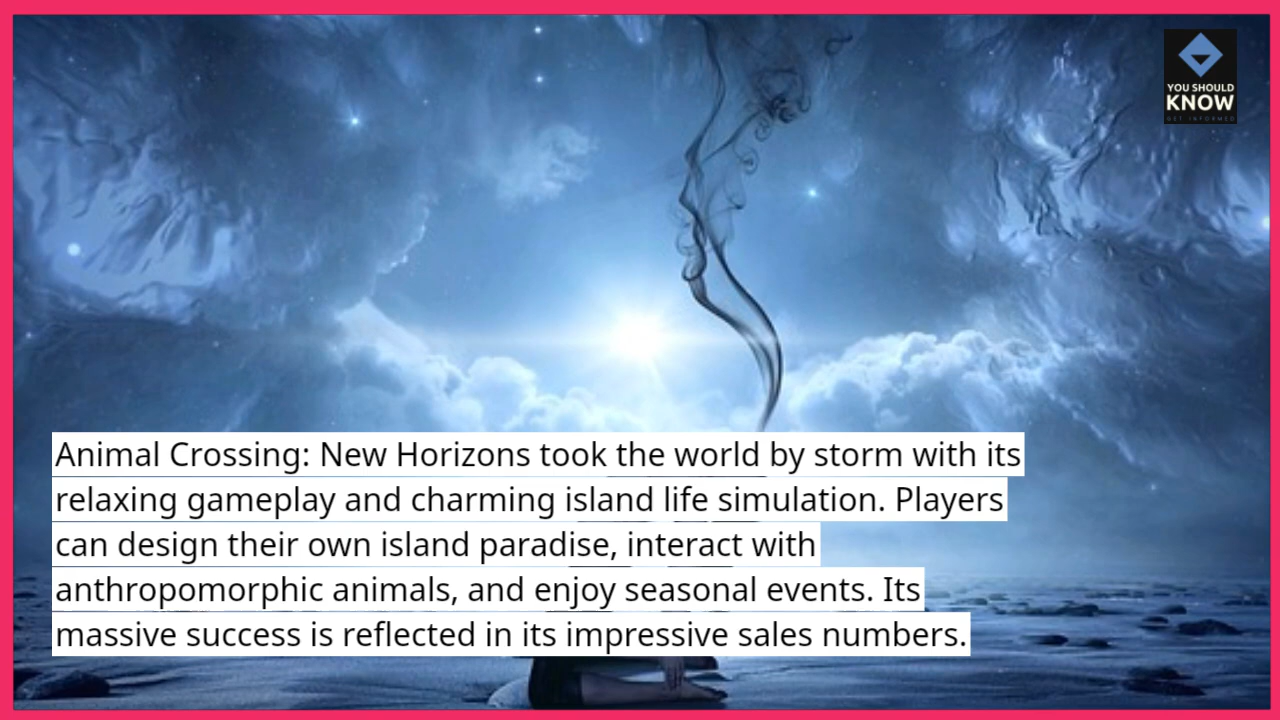 YOU SHOULD
KNOW
GET INFORMED
Animal Crossing: New Horizons took the world by storm with its
relaxing gameplay and charming island life simulation. Players
can design their own island paradise, interact with
anthropomorphic animals, and enjoy seasonal events. Its
massive success is reflected in its impressive sales numbers.